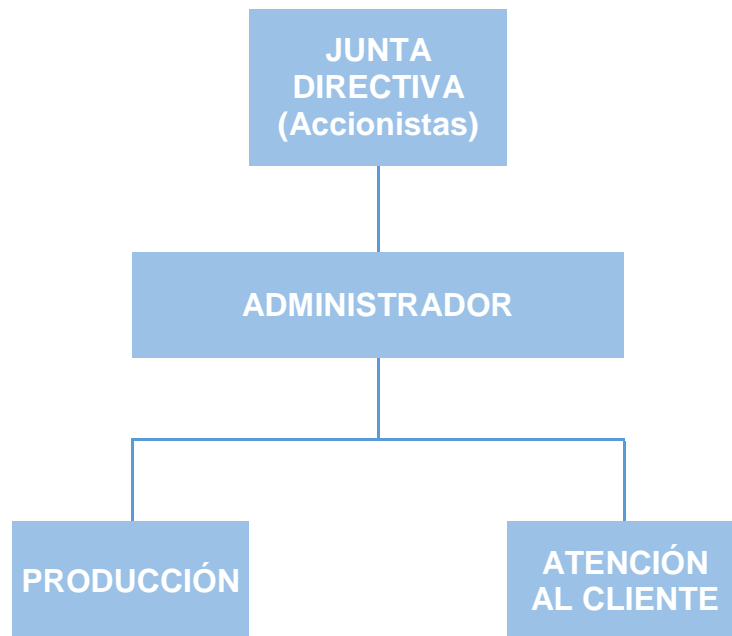 JUNTA
DIRECTIVA
(Accionistas)
ADMINISTRADOR
PRODUCCIÓN
ATENCIÓN
AL CLIENTE